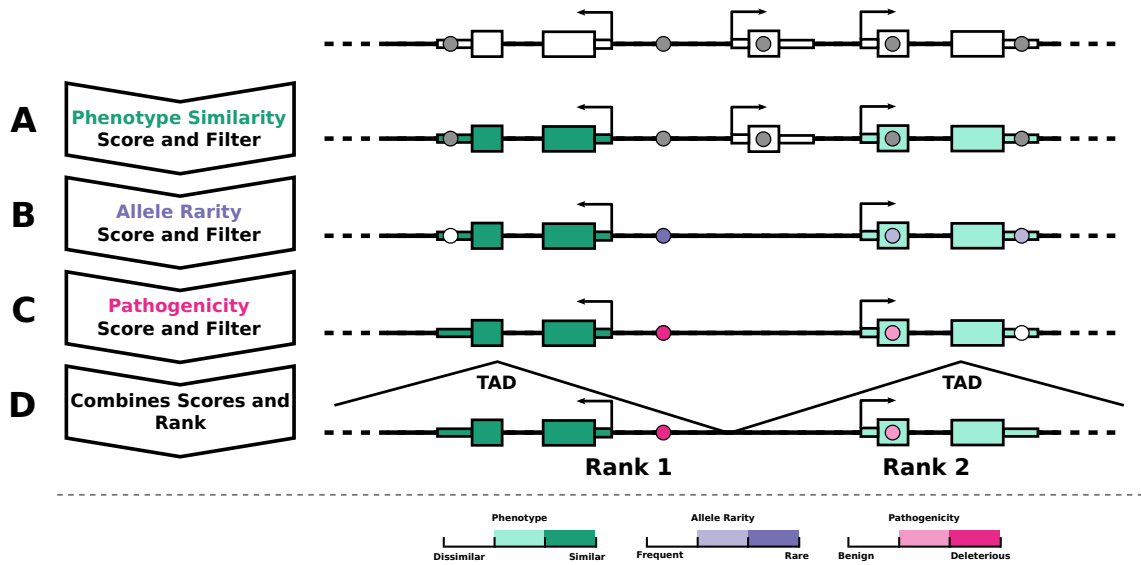 A
Phenotype Similarity
Score and Filter
B
Allele Rarity
Score and Filter
C
Pathogenicity
Score and Filter
D
Combines Scores and
Rank
TAD
TAD
Rank 1
Rank 2
Phenotype
Dissimilar
Similar
Allele Rarity
Frequent
Rare
Pathogenicity
Benign
Deleterious